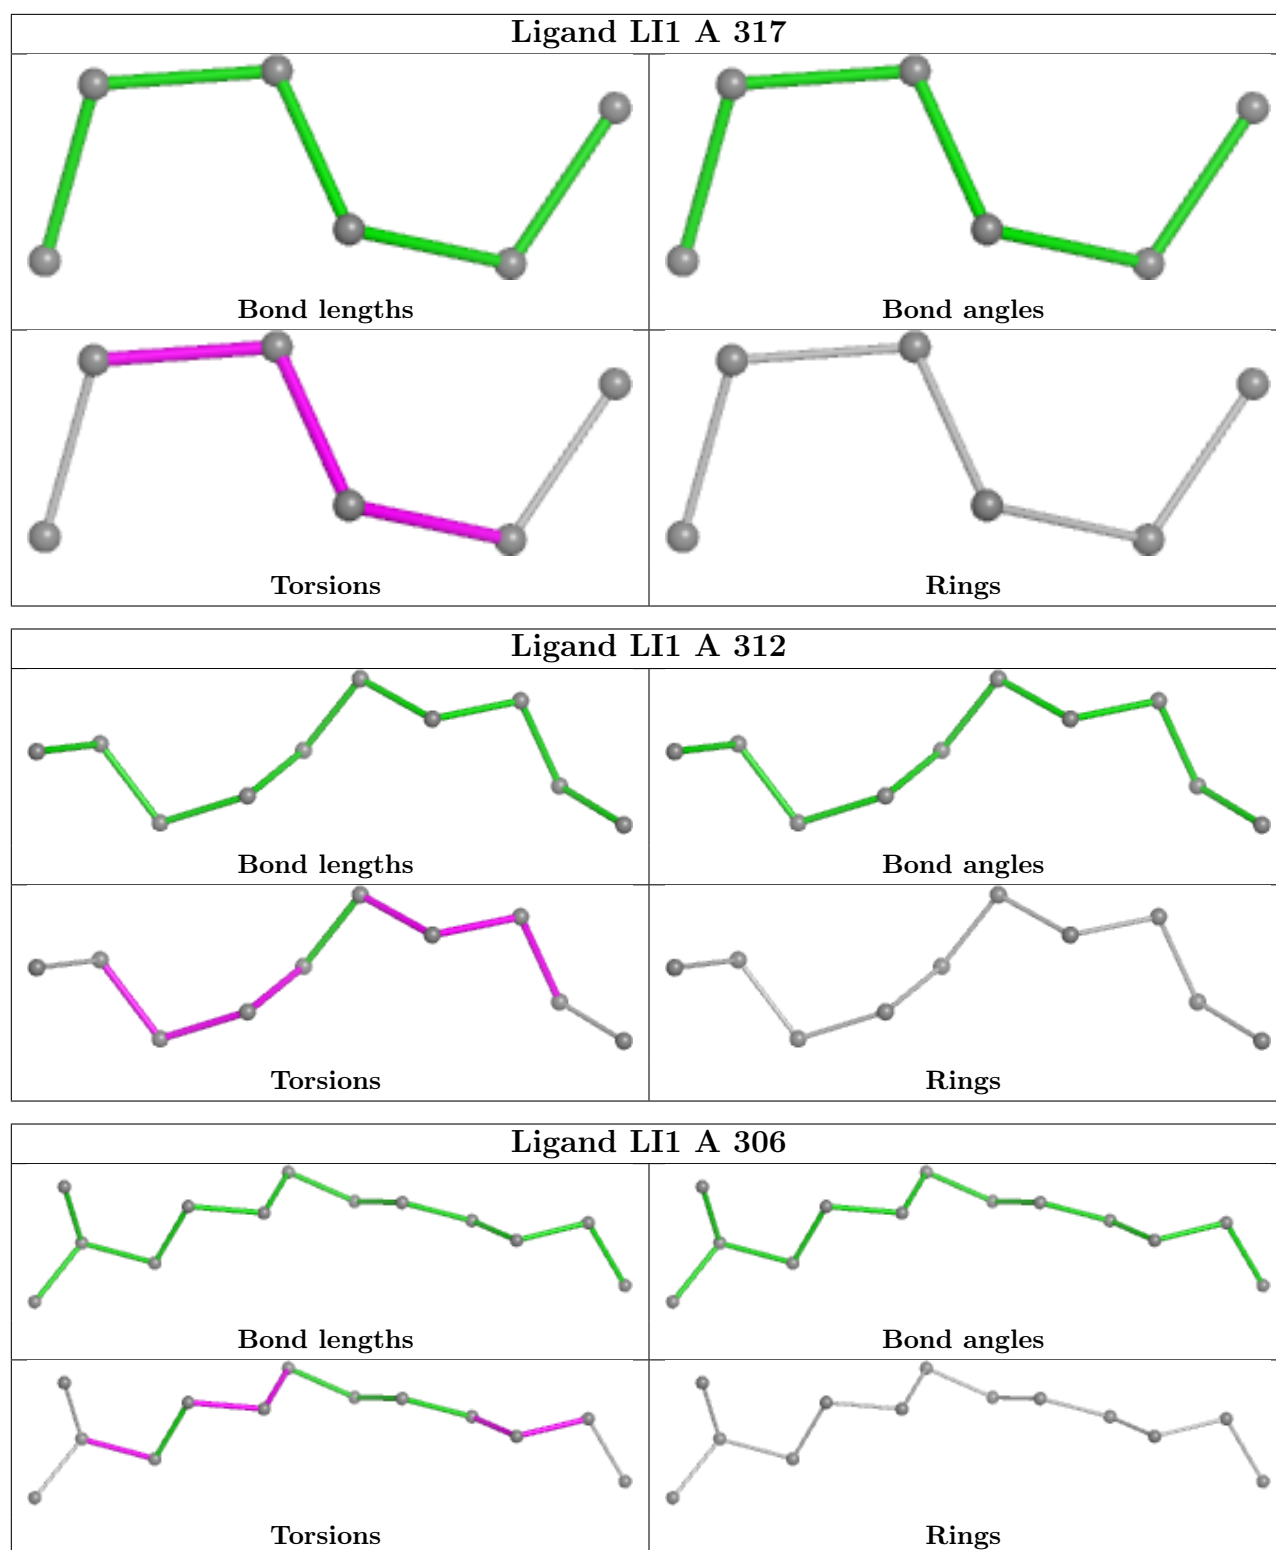 Ligand LI1 A 317
Bond lengths
Bond angles
Torsions
Rings
Ligand LI1 A 312
Bond lengths
Bond angles
Torsions
Rings
Ligand LI1 A 306
Bond lengths
Bond angles
Torsions
Rings